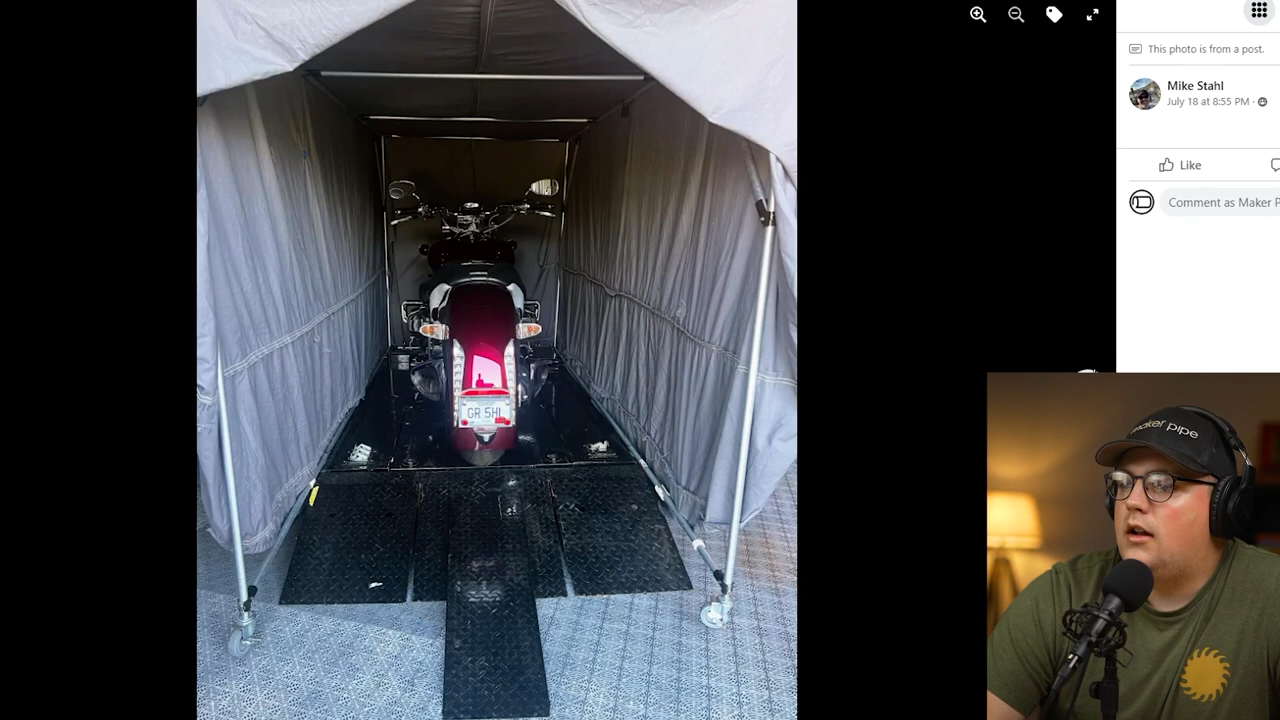 This photo is from a post.
Mike Stahl
July 18 at 8:55 PM ·
Like
Comment as Maker P
GR 5HL
maker pipe